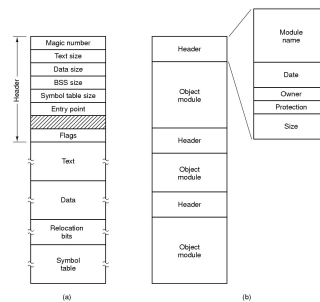 Header
Magic number
Text size
Data size
BSS size
Symbol table size
Entry point
Flags
Text
Data
Relocation
bits
Symbol
table
(a)
Header
Object
module
Header
Object
module
Header
Object
module
(b)
Module
name
Date
Owner
Protection
Size